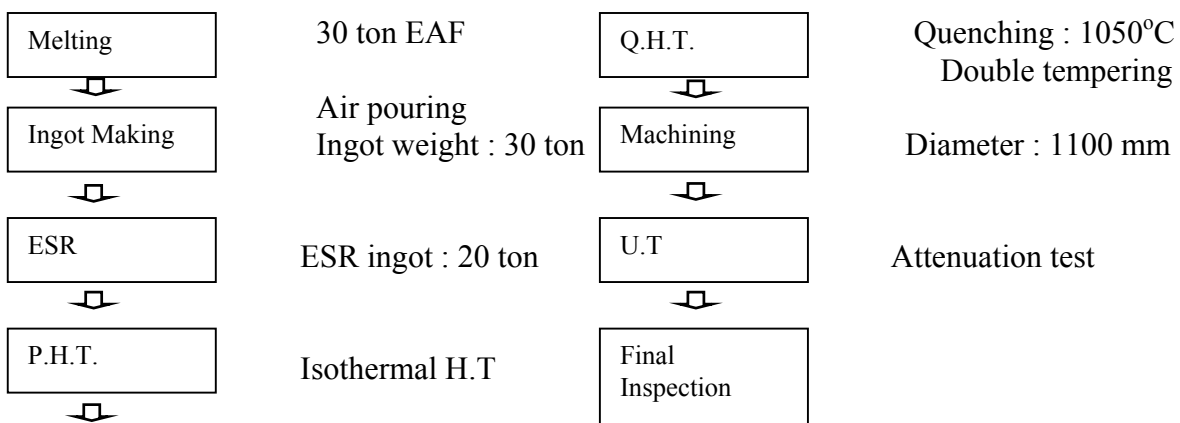 Melting
30 ton EAF
Ingot Making
Air pouring
Ingot weight : 30 ton
ESR
ESR ingot : 20 ton
P.H.T.
Isothermal H.T
Q.H.T.
Quenching : 1050°C
Double tempering
Machining
Diameter : 1100 mm
U.T
Attenuation test
Final
Inspection